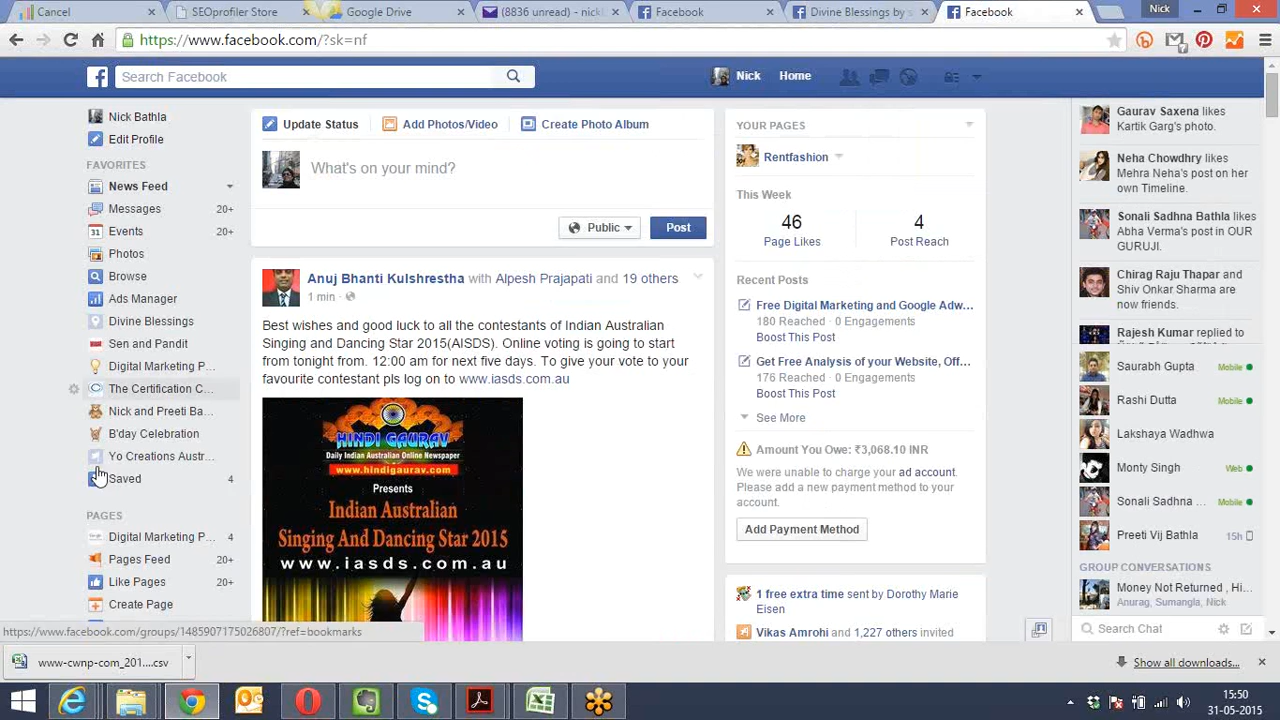 Cancel
SEOprofiler Store
Google Drive
(8836 unread) - nickb
Facebook
Divine Blessings by s
Facebook
Nick
https://www.facebook.com/?sk=nf
Search Facebook
Nick
Home
Nick Bathla
Edit Profile
FAVORITES
News Feed
Messages 20+
Events 20+
Photos
Browse
Ads Manager
Divine Blessings
Sen and Pandit
Digital Marketing P...
The Certification C...
Nick and Preeti Ba...
B'day Celebration
Yo Creations Austr...
Saved 4
PAGES
Digital Marketing P... 4
Pages Feed 20+
Like Pages 20+
Create Page
https://www.facebook.com/groups/1485907175026807/?ref=bookmarks
Update Status
Add Photos/Video
Create Photo Album
What's on your mind?
Public
Post
Anuj Bhanti Kulshrestha with Alpesh Prajapati and 19 others
1 min ·
Best wishes and good luck to all the contestants of Indian Australian
Singing and Dancing Star 2015(AISDS). Online voting is going to start
from tonight from. 12:00 am for next five days. To give your vote to your
favourite contestant pls log on to www.iasds.com.au
HINDI GAURAV
Daily Indian Australian Online Newspaper
www.hindigaurav.com
Presents
Indian Australian
Singing And Dancing Star 2015
www.iasds.com.au
YOUR PAGES
Rentfashion
This Week
46
Page Likes
4
Post Reach
Recent Posts
Free Digital Marketing and Google Adw...
180 Reached · 0 Engagements
Boost This Post
Get Free Analysis of your Website, Off...
176 Reached · 0 Engagements
Boost This Post
See More
Amount You Owe: ₹3,068.10 INR
We were unable to charge your ad account.
Please add a new payment method to your
account.
Add Payment Method
1 free extra time sent by Dorothy Marie
Eisen
Vikas Amrohi and 1,227 others invited
Gaurav Saxena likes
Kartik Garg's photo.
Neha Chowdhry likes
Mehra Neha's post on her
own Timeline.
Sonali Sadhna Bathla likes
Abha Verma's post in OUR
GURUJI.
Chirag Raju Thapar and
Shiv Onkar Sharma are
now friends.
Rajesh Kumar replied to
Saurabh Gupta Mobile
Rashi Dutta Mobile
Lakshaya Wadhwa
Monty Singh Web
Sonali Sadhna ... Mobile
Preeti Vij Bathla 15h
GROUP CONVERSATIONS
Money Not Returned , Hi...
Anurag, Sumangla, Nick
Search Chat
www-cwnp-com_201....csv
Show all downloads...
15:50
31-05-2015